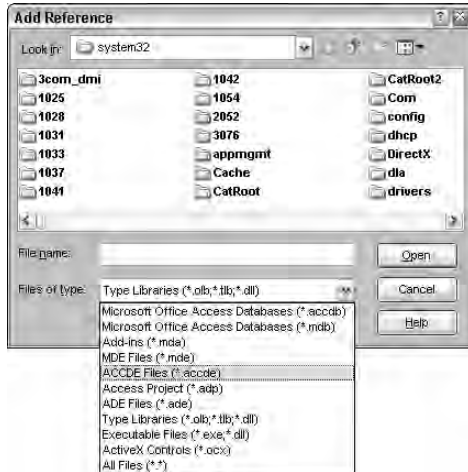 Add Reference
Look in: system32
3com_dmi 1042 CatRoot2
1025 1054 Com
1028 2052 config
1031 3076 dhcp
1033 appmgmt DirectX
1037 Cache dla
1041 CatRoot drivers
File name: Open
Files of type: Type Libraries (*.olb;*.tlb;*.dll) Cancel
Help
Microsoft Office Access Databases (*.accdb)
Microsoft Office Access Databases (*.mdb)
Add-ins (*.mda)
MDE Files (*.mde)
ACCDE Files (*.accde)
Access Project (*.adp)
ADE Files (*.ade)
Type Libraries (*.olb;*.tlb;*.dll)
Executable Files (*.exe;*.dll)
ActiveX Controls (*.ocx)
All Files (*.*)